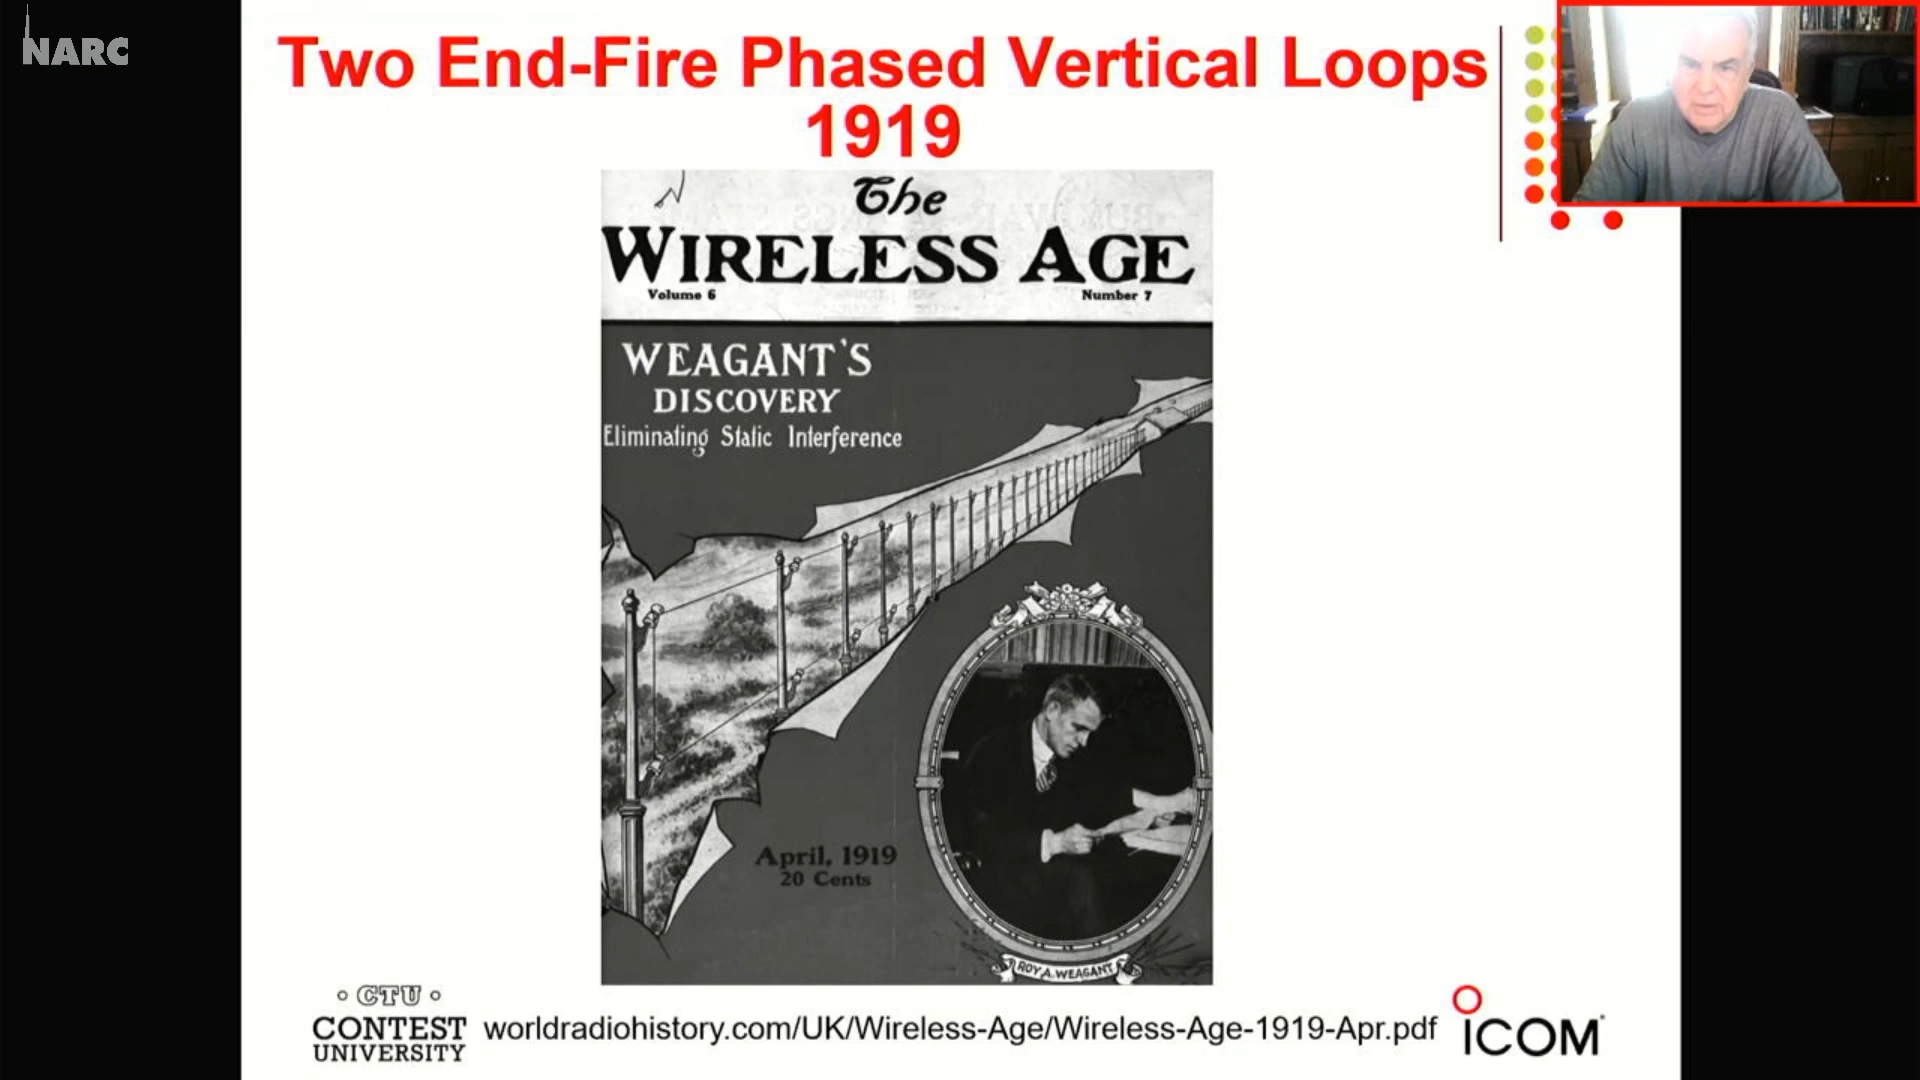 NARC
Two End-Fire Phased Vertical Loops
1919
The
WIRELESS AGE
Volume 6
Number 7
WEAGANT'S
DISCOVERY
Eliminating Static Interference
April, 1919
20 Cents
ROY A. WEAGANT
CTU
CONTEST
UNIVERSITY
worldradiohistory.com/UK/Wireless-Age/Wireless-Age-1919-Apr.pdf
ICOM